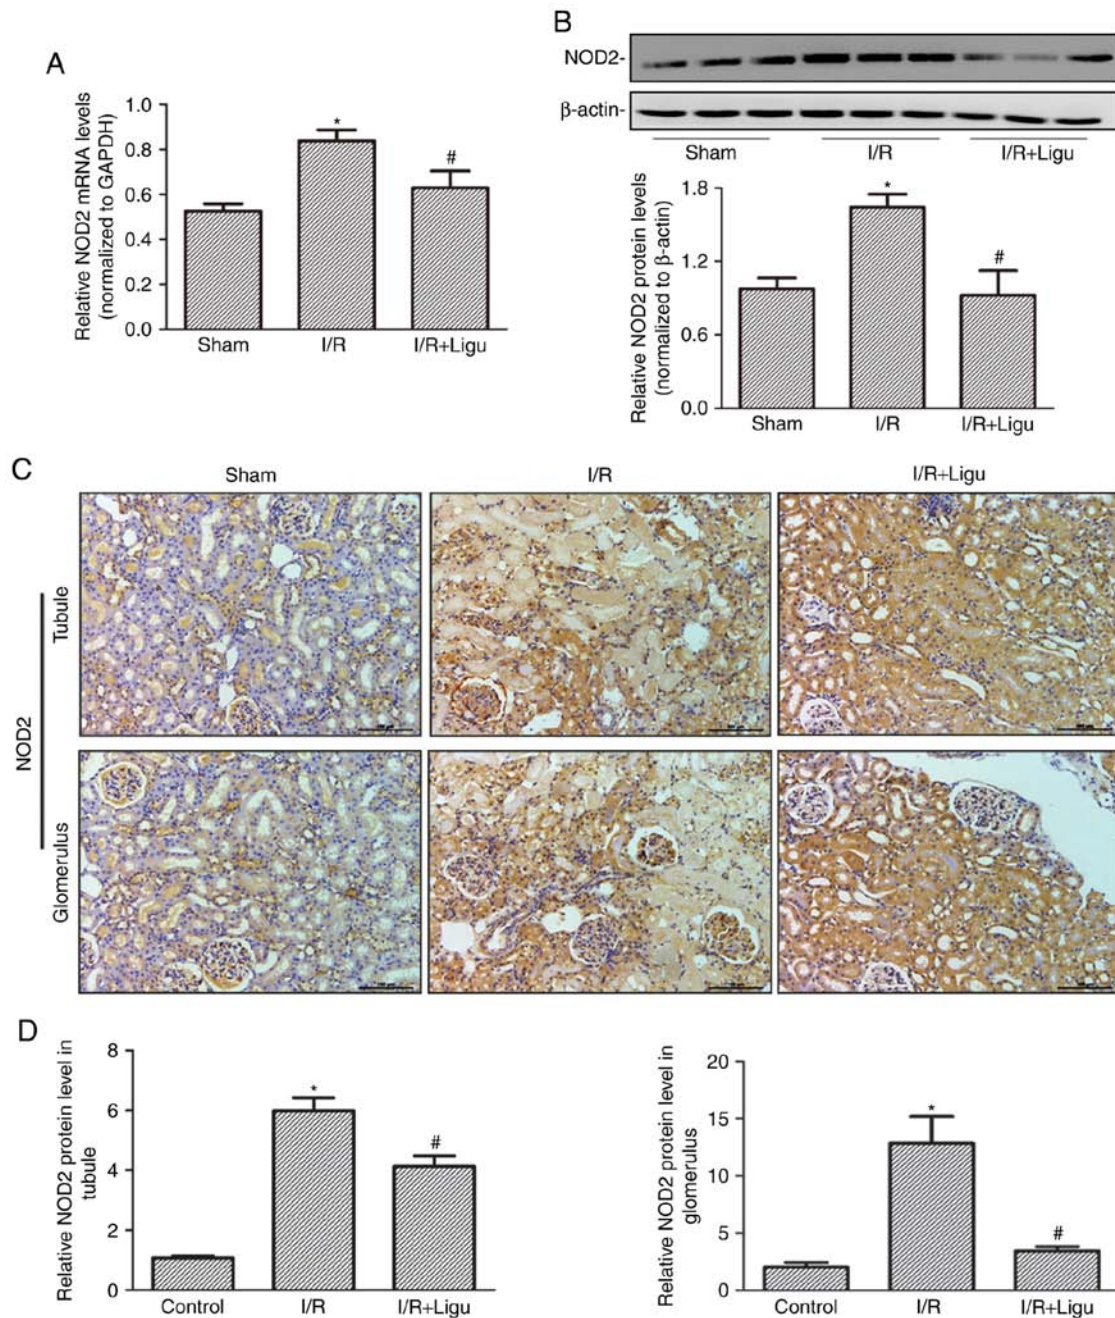 A
Relative NOD2 mRNA levels
(normalized to GAPDH)
1.0
0.8
0.6
0.4
0.2
0.0
*
#
Sham
I/R
I/R+Ligu
B
NOD2-
β-actin-
Sham
I/R
I/R+Ligu
Relative NOD2 protein levels
(normalized to β-actin)
1.8
1.2
0.6
0.0
*
#
Sham
I/R
I/R+Ligu
C
Sham
I/R
I/R+Ligu
NOD2
Tubule
Glomerulus
D
Relative NOD2 protein level in
tubule
8
6
4
2
0
*
#
Control
I/R
I/R+Ligu
Relative NOD2 protein level in
glomerulus
20
15
10
5
0
*
#
Control
I/R
I/R+Ligu